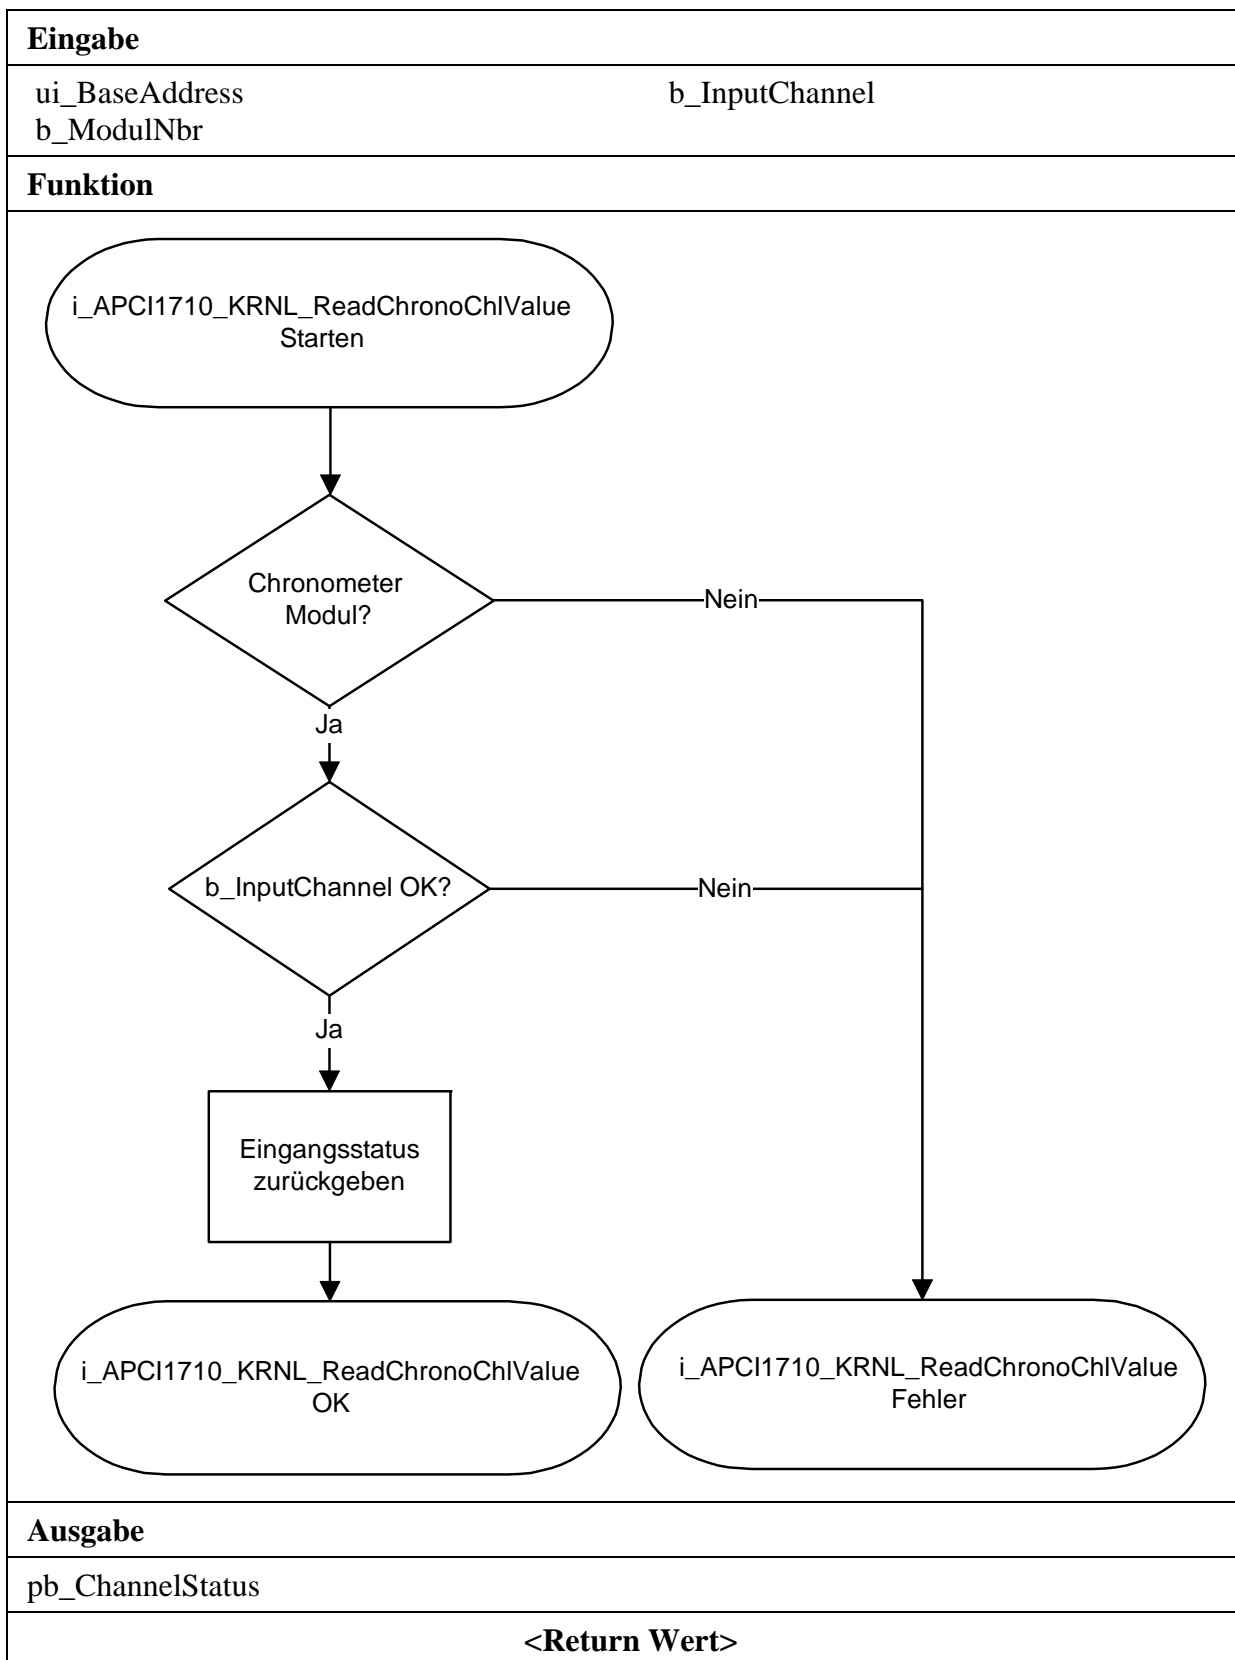 Eingabe
ui_BaseAddress b_InputChannel
b_ModulNbr
Funktion
i_APCI1710_KRNL_ReadChronoChlValue
Starten
Chronometer
Modul?
Nein
Ja
b_InputChannel OK?
Nein
Ja
Eingangsstatus
zurückgeben
i_APCI1710_KRNL_ReadChronoChlValue
OK
i_APCI1710_KRNL_ReadChronoChlValue
Fehler
Ausgabe
pb_ChannelStatus
<Return Wert>